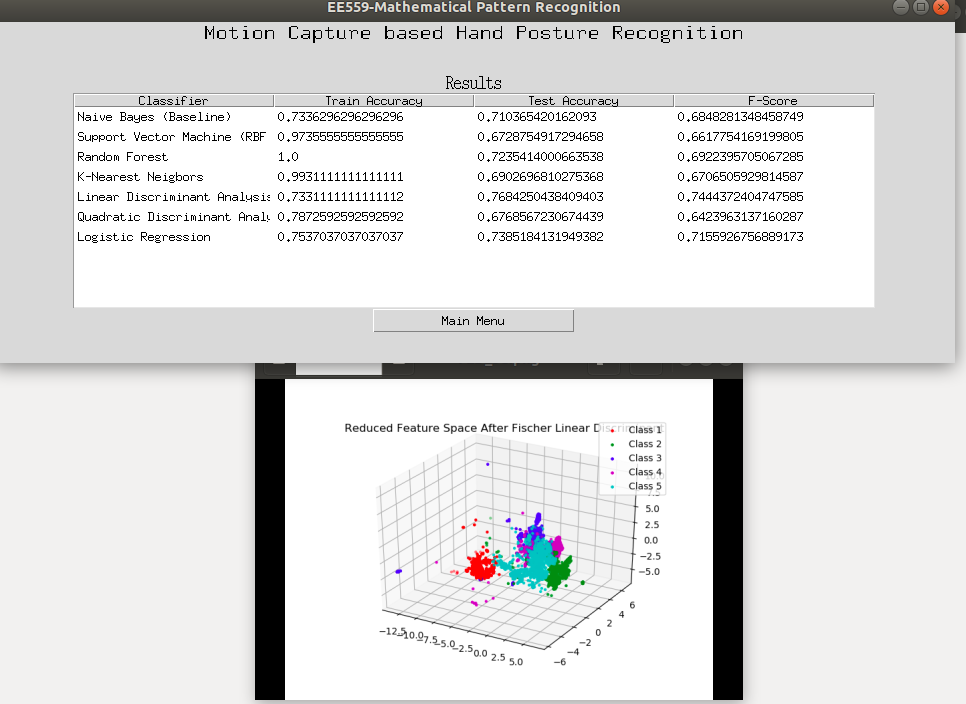 EE559-Mathematical Pattern Recognition
Motion Capture based Hand Posture Recognition
Results
Classifier Train Accuracy Test Accuracy F-Score
Naive Bayes (Baseline) 0.7336296296296296 0.710365420162093 0.6848281348458749
Support Vector Machine (RBF 0.9735555555555555 0.6728754917294658 0.6617754169199805
Random Forest 1.0 0.7235414000663538 0.6922395705067285
K-Nearest Neigbors 0.9931111111111111 0.6902696810275368 0.6706505929814587
Linear Discriminant Analysis 0.7331111111111112 0.7684250438409403 0.7444372404747585
Quadratic Discriminant Analy 0.7872592592592592 0.6768567230674439 0.6423963137160287
Logistic Regression 0.7537037037037037 0.7385184131949382 0.7155926756889173
Main Menu
Reduced Feature Space After Fischer Linear
Class 1
Class 2
Class 3
Class 4
Class 5
5.0
2.5
0.0
−2.5
−5.0
6
4
2
0
−2
−4
−6
−12.5 −10.0 −7.5 −5.0 −2.5 0.0 2.5 5.0